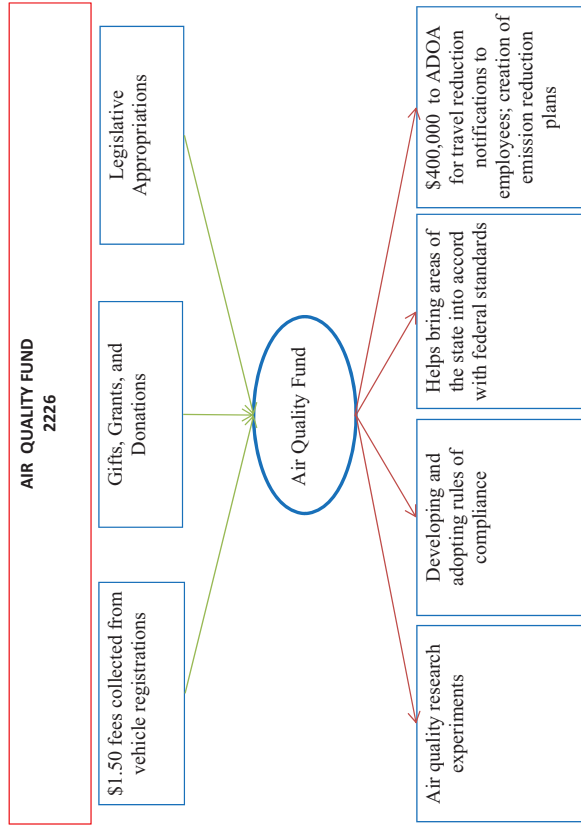 AIR QUALITY FUND
2226
$1.50 fees collected from
vehicle registrations
Gifts, Grants, and
Donations
Legislative
Appropriations
Air Quality Fund
Air quality research
experiments
Developing and
adopting rules of
compliance
Helps bring areas of
the state into accord
with federal standards
$400,000 to ADOA
for travel reduction
notifications to
employees; creation of
emission reduction
plans